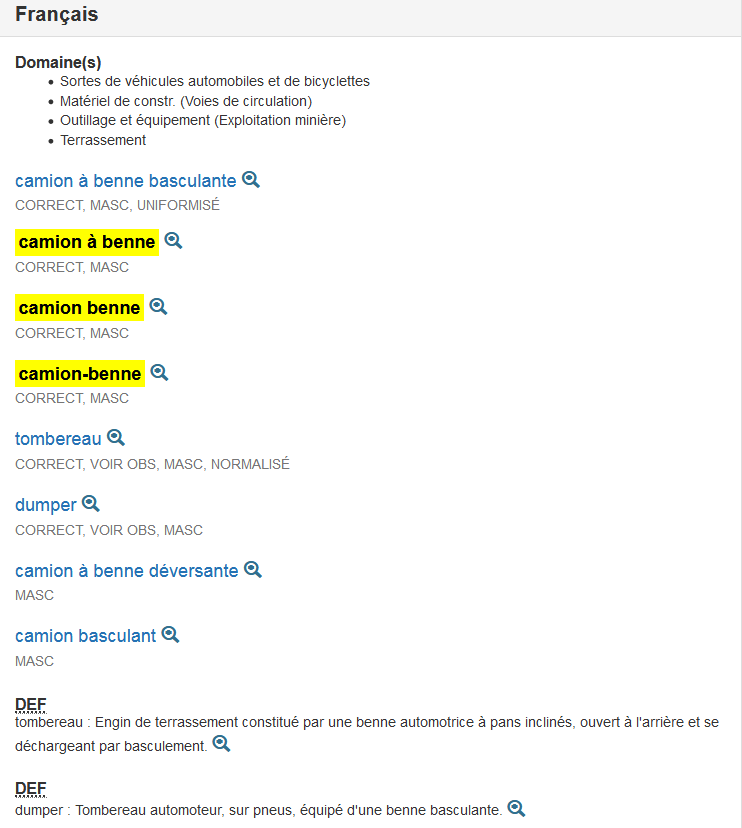 Français
Domaine(s)
• Sortes de véhicules automobiles et de bicyclettes
• Matériel de constr. (Voies de circulation)
• Outillage et équipement (Exploitation minière)
• Terrassement
camion à benne basculante
CORRECT, MASC, UNIFORMISÉ
camion à benne
CORRECT, MASC
camion benne
CORRECT, MASC
camion-benne
CORRECT, MASC
tombereau
CORRECT, VOIR OBS, MASC, NORMALISÉ
dumper
CORRECT, VOIR OBS, MASC
camion à benne déversante
MASC
camion basculant
MASC
DEF
tombereau : Engin de terrassement constitué par une benne automotrice à pans inclinés, ouvert à l'arrière et se
déchargeant par basculement.
DEF
dumper : Tombereau automoteur, sur pneus, équipé d'une benne basculante.